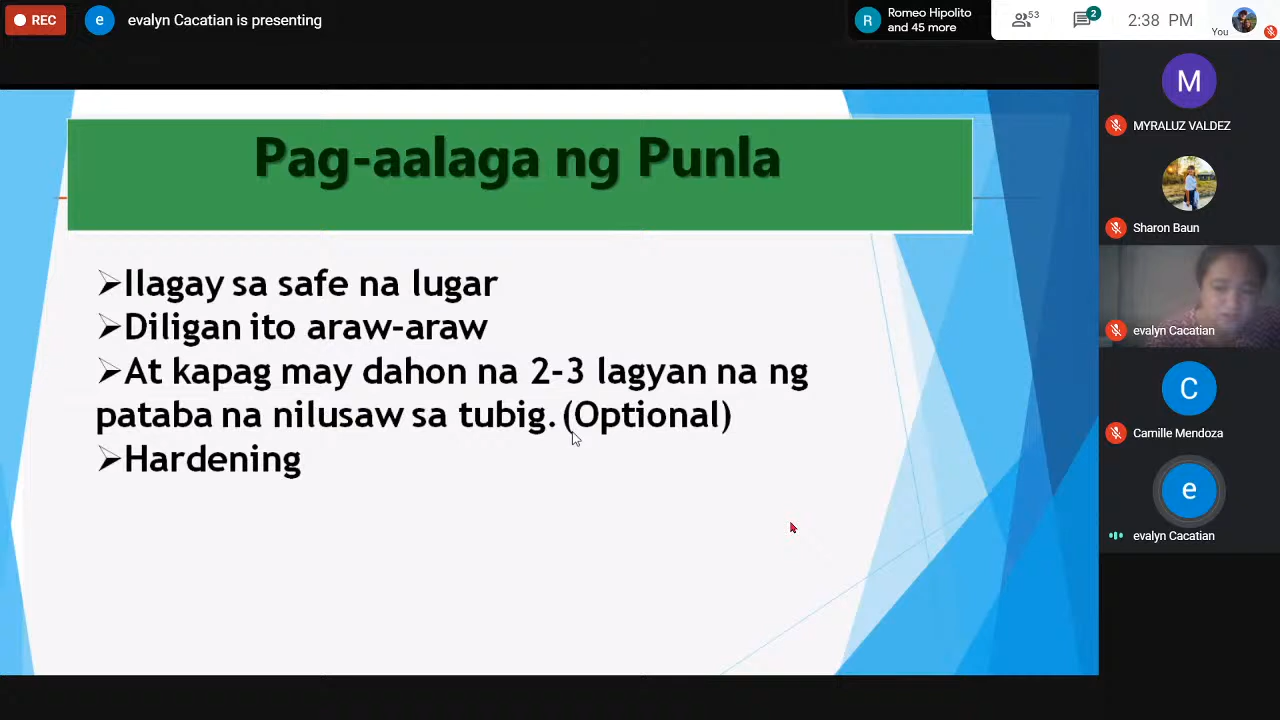 REC
e
evalyn Cacatian is presenting
R
Romeo Hipolito
and 45 more
53
2
2:38 PM
You
Pag-aalaga ng Punla
➢Ilagay sa safe na lugar
➢Diligan ito araw-araw
➢At kapag may dahon na 2-3 lagyan na ng
pataba na nilusaw sa tubig. (Optional)
➢Hardening
M
MYRALUZ VALDEZ
Sharon Baun
evalyn Cacatian
C
Camille Mendoza
e
evalyn Cacatian